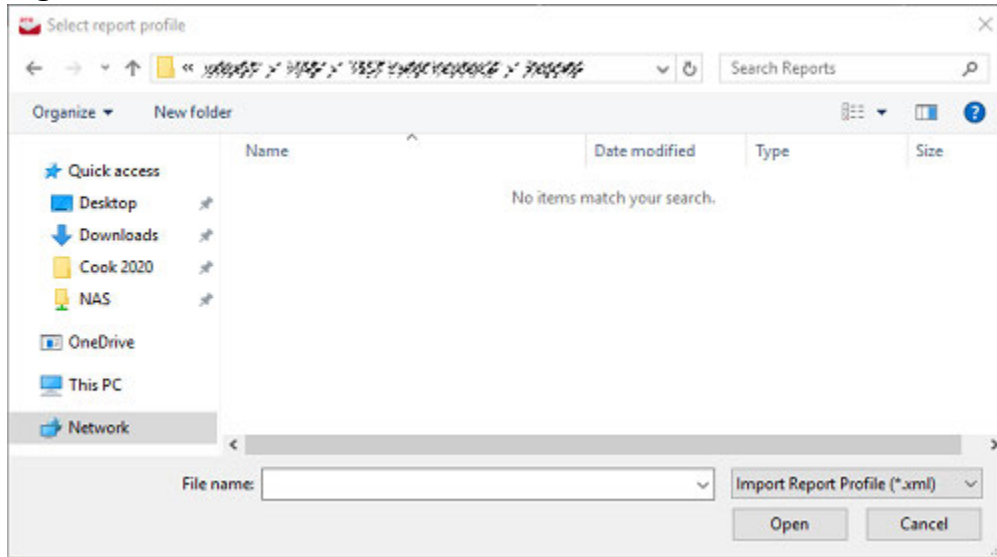 Select report profile
Search Reports
Organize New folder
Name Date modified Type Size
No items match your search.
Quick access
Desktop
Downloads
Cook 2020
NAS
OneDrive
This PC
Network
File name: Import Report Profile (*.xml)
Open Cancel